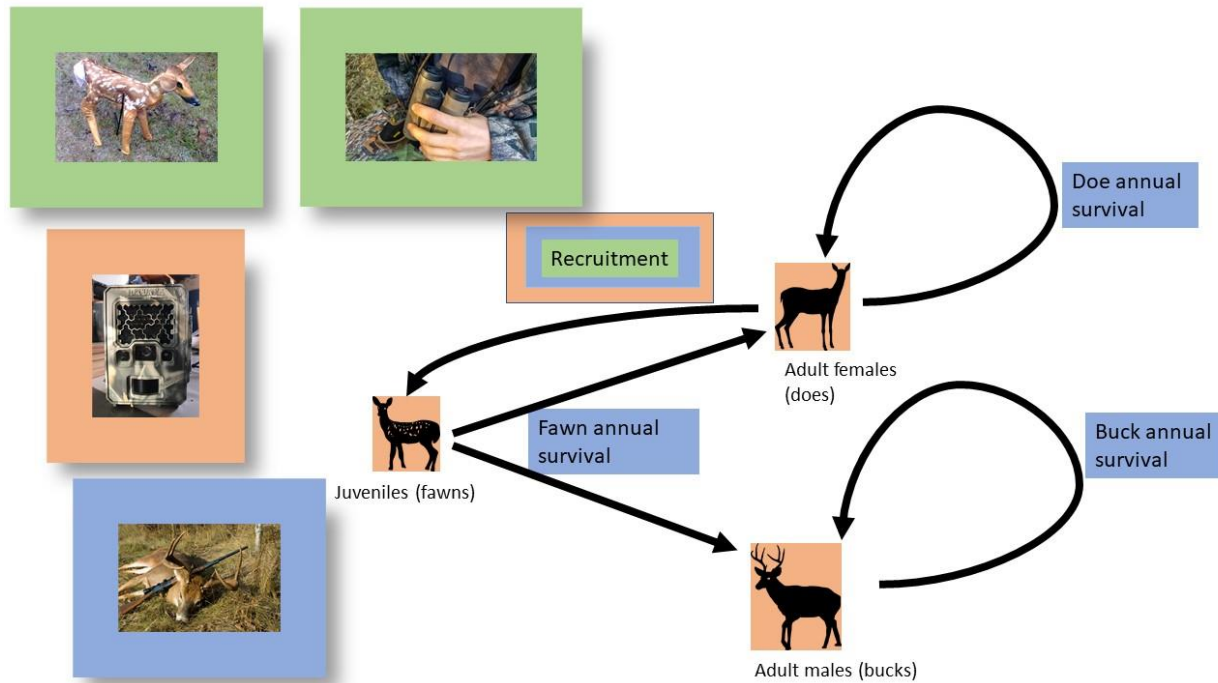 Doe annual
survival
Recruitment
Adult females
(does)
Fawn annual
survival
Buck annual
survival
Juveniles (fawns)
Adult males (bucks)